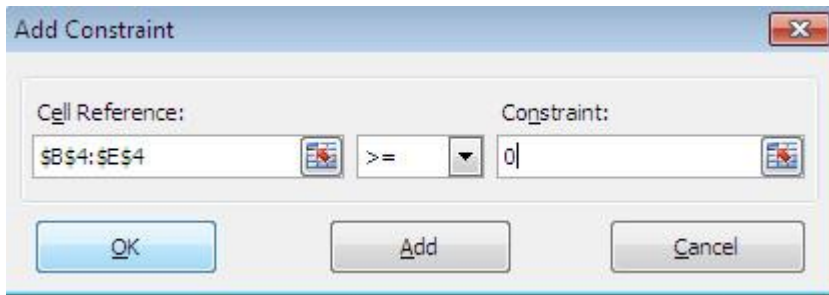 Add Constraint
Cell Reference: Constraint:
$B$4:$E$4 >= 0
OK Add Cancel